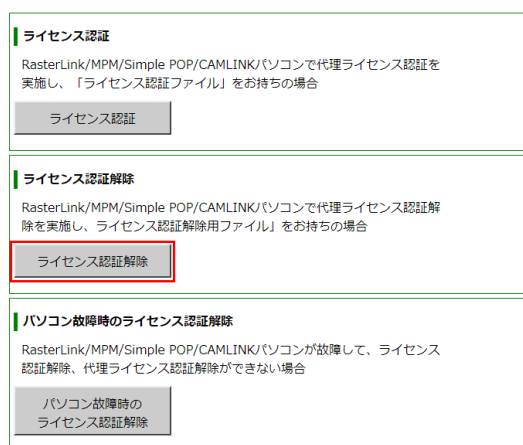 ライセンス認証
RasterLink/MPM/Simple POP/CAMLINKパソコンで代理ライセンス認証を
実施し、「ライセンス認証ファイル」をお持ちの場合
ライセンス認証
ライセンス認証解除
RasterLink/MPM/Simple POP/CAMLINKパソコンで代理ライセンス認証解
除を実施し、ライセンス認証解除用ファイル」をお持ちの場合
ライセンス認証解除
パソコン故障時のライセンス認証解除
RasterLink/MPM/Simple POP/CAMLINKパソコンが故障して、ライセンス
認証解除、代理ライセンス認証解除ができない場合
パソコン故障時の
ライセンス認証解除